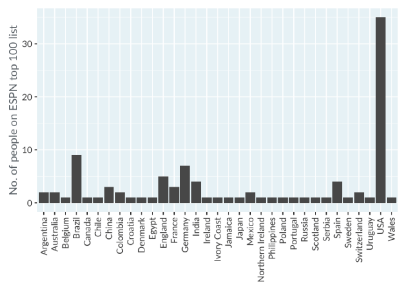 No. of people on ESPN top 100 list
30
20
10
0
Argentina
Australia
Belgium
Brazil
Canada
Chile
China
Colombia
Croatia
Denmark
Egypt
England
France
Germany
India
Ireland
Ivory Coast
Jamaica
Japan
Mexico
Northern Ireland
Philippines
Poland
Portugal
Russia
Scotland
Serbia
Spain
Sweden
Switzerland
Uruguay
USA
Wales